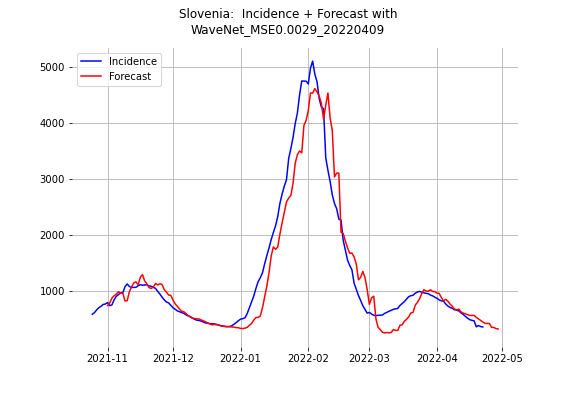 Slovenia:  Incidence + Forecast with
WaveNet_MSE0.0029_20220409
Incidence
Forecast
5000
4000
3000
2000
1000
2021-11 2021-12 2022-01 2022-02 2022-03 2022-04 2022-05